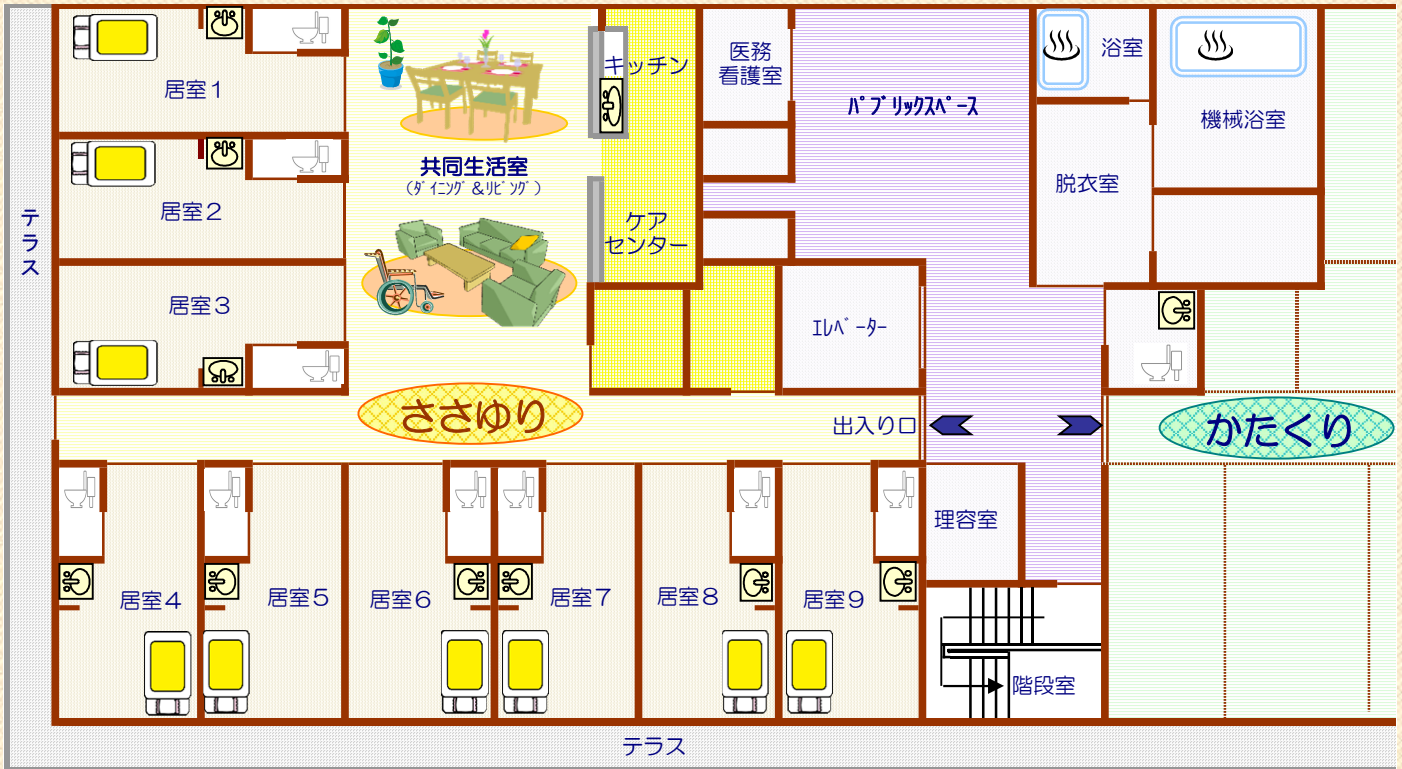 居室1
キッチン
医務
看護室
ﾊﾟﾌﾞﾘｯｸｽﾍﾟｰｽ
浴室
機械浴室
共同生活室
(ﾀﾞｲﾆﾝｸﾞ&ﾘﾋﾞﾝｸﾞ)
脱衣室
居室2
テラス
ケア
センター
居室3
ｴﾚﾍﾞｰﾀｰ
ささゆり
出入り口
かたくり
理容室
居室4
居室5
居室6
居室7
居室8
居室9
階段室
テラス